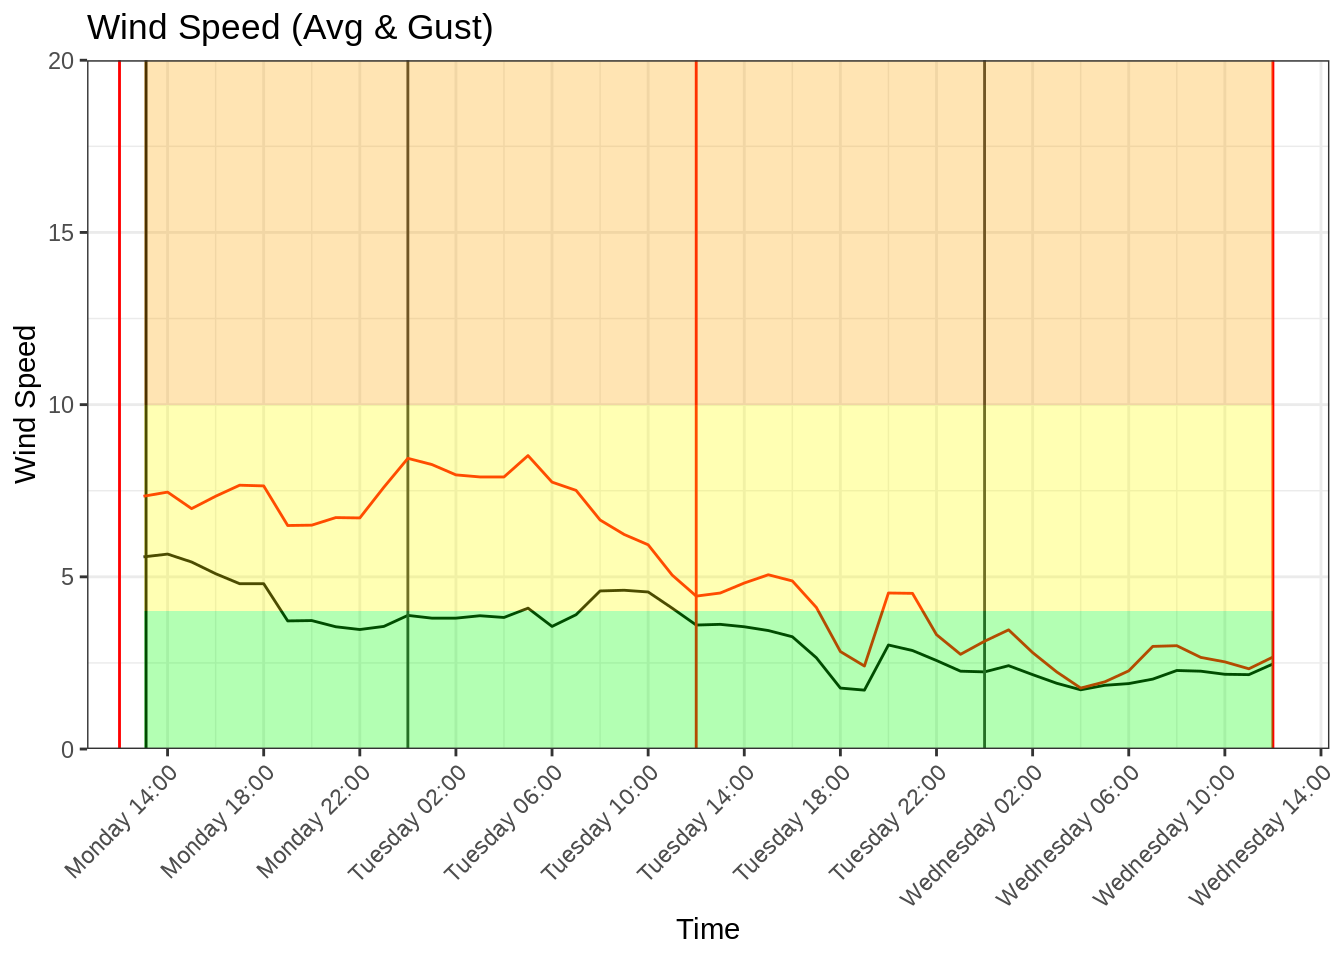 Wind Speed (Avg & Gust)
20
15
10
5
0
Wind Speed
Monday 14:00
Monday 18:00
Monday 22:00
Tuesday 02:00
Tuesday 06:00
Tuesday 10:00
Tuesday 14:00
Tuesday 18:00
Tuesday 22:00
Wednesday 02:00
Wednesday 06:00
Wednesday 10:00
Wednesday 14:00
Time